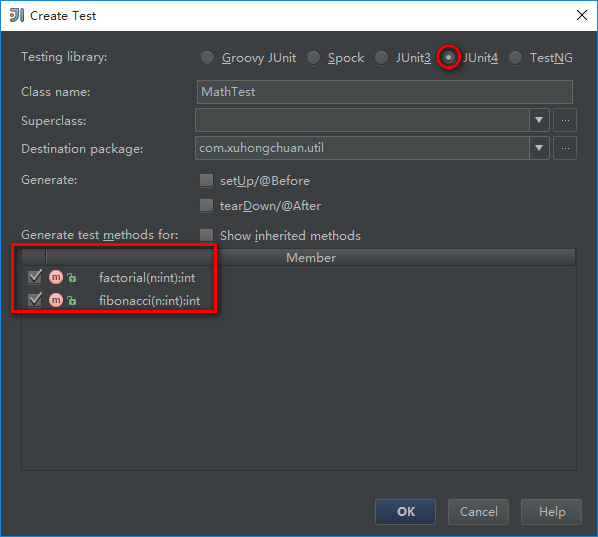 Create Test
Testing library: Groovy JUnit Spock JUnit3 JUnit4 TestNG
Class name: MathTest
Superclass: ...
Destination package: com.xuhongchuan.util ...
Generate: setUp/@Before
tearDown/@After
Generate test methods for: Show inherited methods
Member
m factorial(n:int):int
m fibonacci(n:int):int
OK Cancel Help